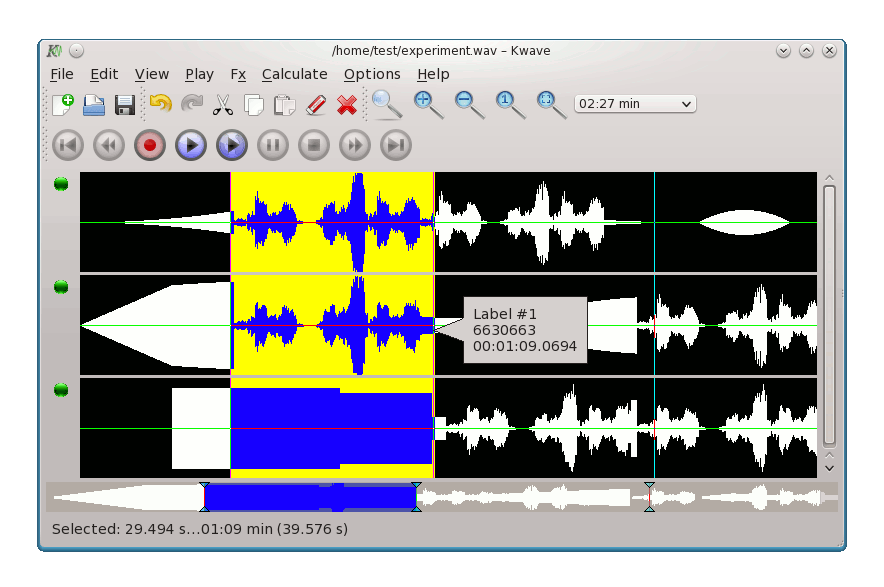 /home/test/experiment.wav – Kwave
File Edit View Play Fx Calculate Options Help
1
02:27 min
Label #1
6630663
00:01:09.0694
Selected: 29.494 s...01:09 min (39.576 s)